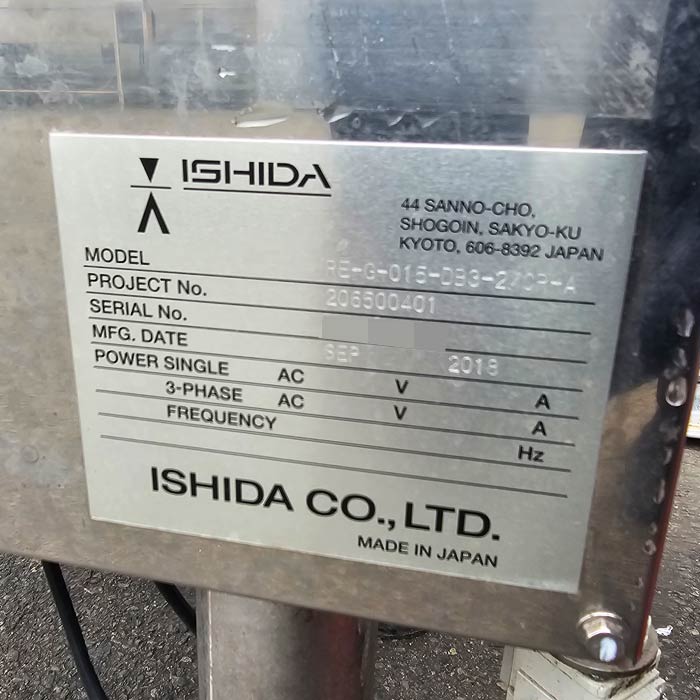 ISHIDA
44 SANNO-CHO,
SHOGOIN, SAKYO-KU
KYOTO, 606-8392 JAPAN
MODEL
PROJECT No. 206500401
SERIAL No.
MFG. DATE SEP 2018
POWER SINGLE AC V A
3-PHASE AC V A
FREQUENCY Hz
ISHIDA CO., LTD.
MADE IN JAPAN